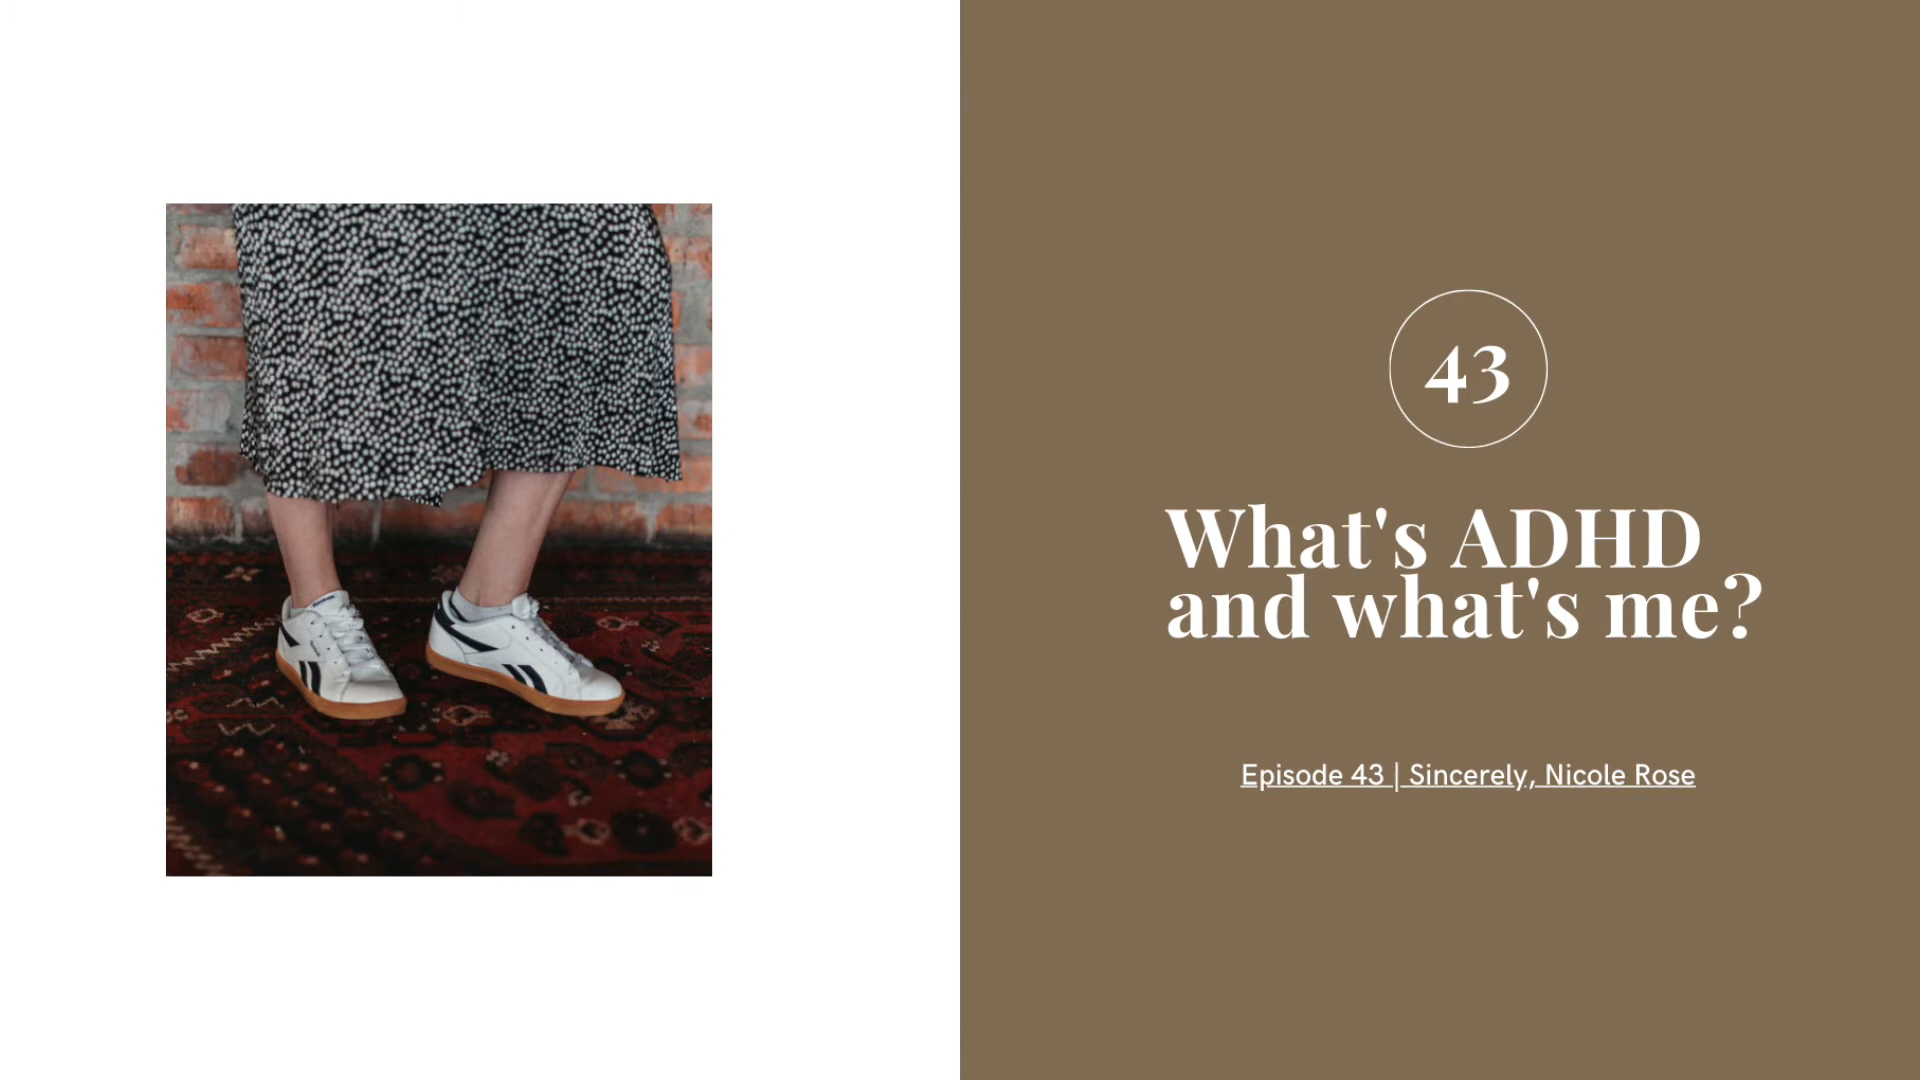 43
What's ADHD
and what's me?
Episode 43 | Sincerely, Nicole Rose